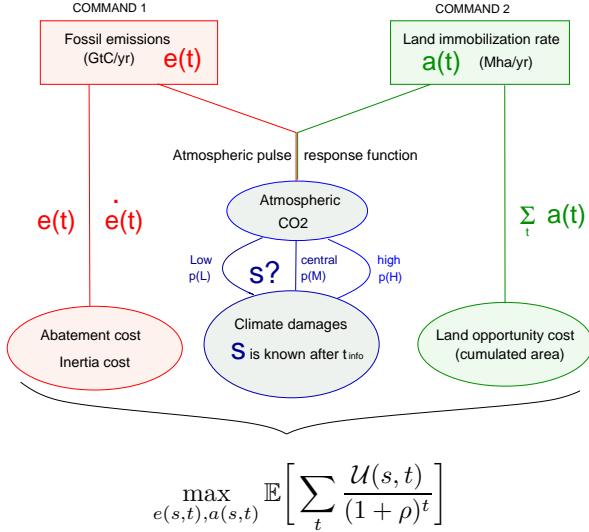 COMMAND 1
COMMAND 2
Fossil emissions
(GtC/yr) e(t)
Land immobilization rate
a(t) (Mha/yr)
Atmospheric pulse response function
Atmospheric
CO2
e(t) ė(t)
Σ a(t)
t
Low
p(L)
s?
central
p(M)
high
p(H)
Abatement cost
Inertia cost
Climate damages
s is known after t info
Land opportunity cost
(cumulated area)
max 𝔼[ ∑ 𝒰(s, t) / (1 + ρ)^t ]
e(s,t),a(s,t) t